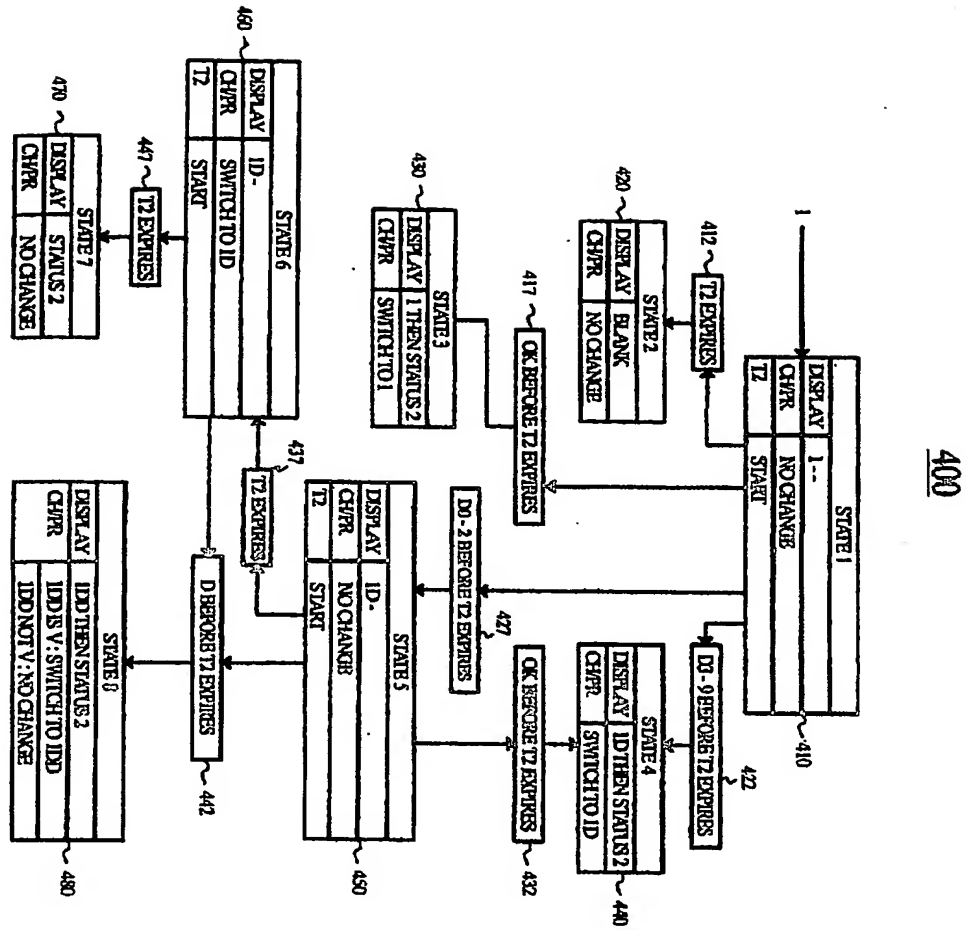 400
1
STATE 1
DISPLAY 1 - -
CH/PR NO CHANGE
T2 START
410
412
T2 EXPIRES
420
STATE 2
DISPLAY BLANK
CH/PR NO CHANGE
417
OK BEFORE T2 EXPIRES
430
STATE 3
DISPLAY 1 THEN STATUS 2
CH/PR SWITCH TO 1
D3 - 9 BEFORE T2 EXPIRES
422
STATE 4
DISPLAY 1D THEN STATUS 2
CH/PR SWITCH TO 1D
440
D0 - 2 BEFORE T2 EXPIRES
427
OK BEFORE T2 EXPIRES
432
STATE 5
DISPLAY 1D -
CH/PR NO CHANGE
T2 START
450
437
T2 EXPIRES
460
STATE 6
DISPLAY 1D -
CH/PR SWITCH TO 1D
T2 START
447
T2 EXPIRES
470
STATE 7
DISPLAY STATUS 2
CH/PR NO CHANGE
D BEFORE T2 EXPIRES
442
STATE 8
DISPLAY 1DD THEN STATUS 2
CH/PR 1DD IS V : SWITCH TO 1DD
1DD NOT V : NO CHANGE
480